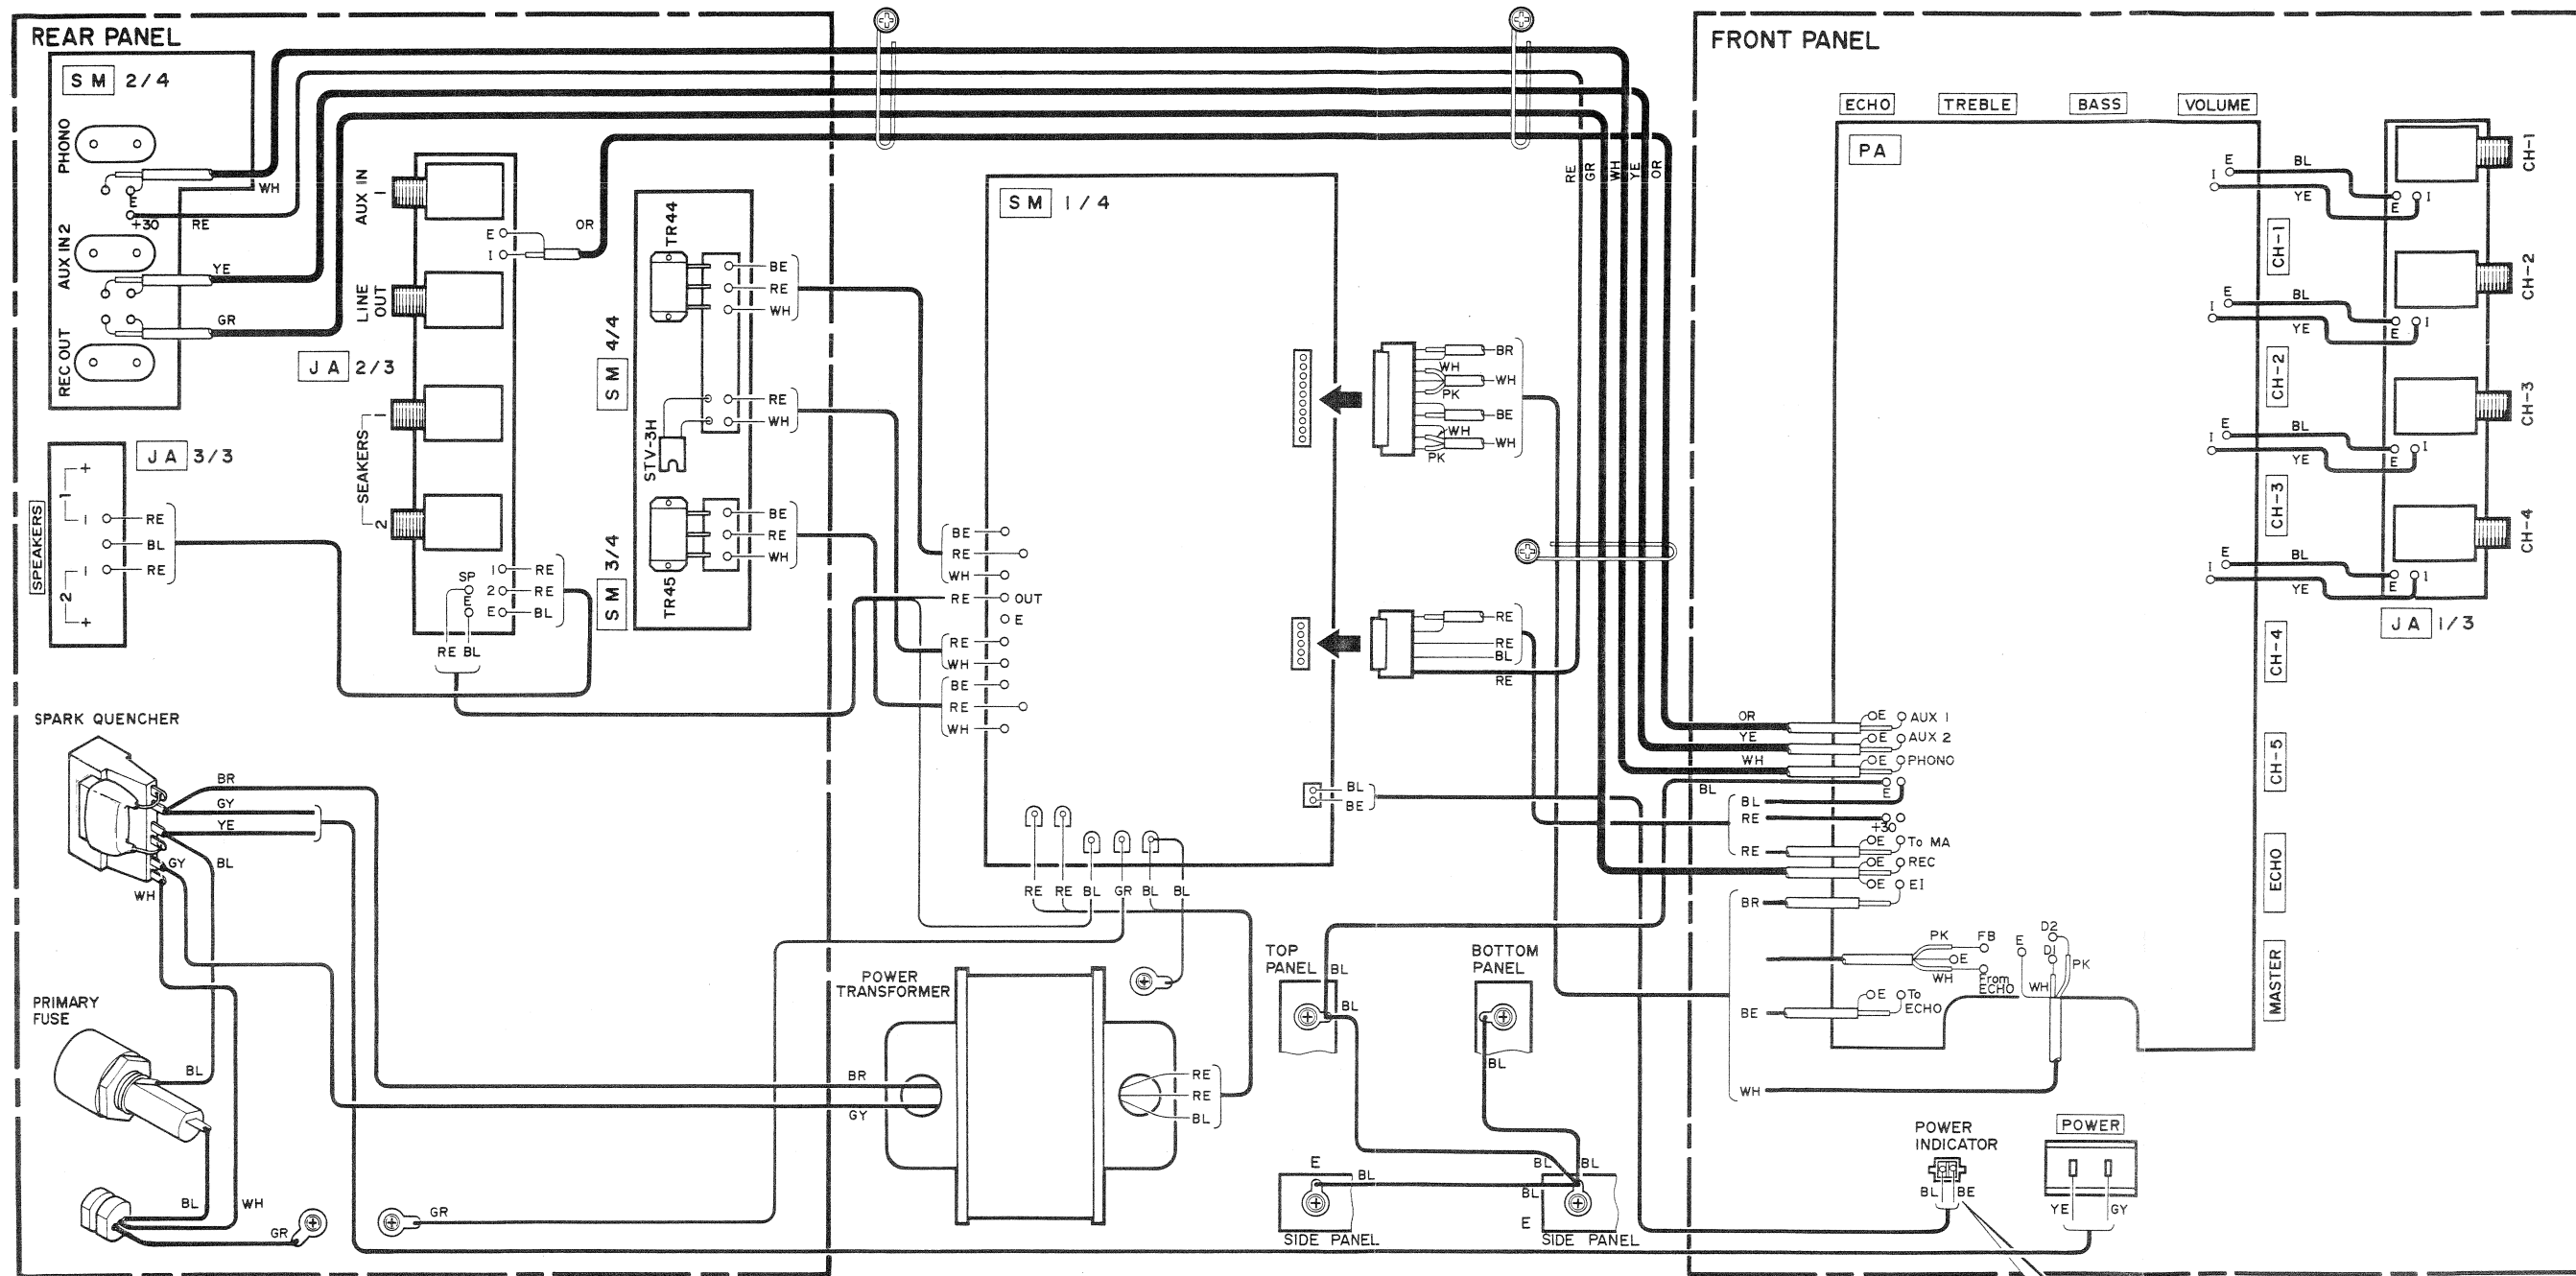 REAR PANEL
S M 2/4
PHONO
E
+30
WH
RE
AUX IN 2
YE
GR
REC OUT
AUX IN
1
E
I
OR
LINE
OUT
J A 2/3
SEAKERS
1
2
J A 3/3
SPEAKERS
+
1
I
I
2
+
RE
BL
RE
1
2
E
RE
RE
BL
SP
E
RE BL
TR44
BE
RE
WH
S M 4/4
RE
WH
STV-3H
BE
RE
WH
S M 3/4
TR45
S M 1/4
BE
RE
WH
RE
OUT
E
RE
WH
BE
RE
WH
BR
WH
WH
PK
BE
WH
WH
PK
RE
RE
BL
RE
BL
BE
RE
RE
BL
GR
BL
BL
RE
GR
WH
YE
OR
SPARK QUENCHER
BR
GY
YE
GY
BL
WH
PRIMARY
FUSE
BL
BL
WH
GR
GR
POWER
TRANSFORMER
BR
GY
RE
RE
BL
TOP
PANEL
BL
BL
BOTTOM
PANEL
BL
E
BL
BL
BL
BL
E
SIDE PANEL
SIDE PANEL
FRONT PANEL
ECHO
TREBLE
BASS
VOLUME
PA
E
I
BL
YE
E
I
CH-1
CH-1
E
I
BL
YE
E
I
CH-2
CH-2
E
I
BL
YE
E
I
CH-3
CH-3
E
I
BL
YE
E
I
CH-4
J A 1/3
CH-4
CH-5
ECHO
MASTER
OR
E
AUX 1
YE
E
AUX 2
WH
E
PHONO
BL
E
BL
RE
+30
RE
E
To MA
E
REC
E
EI
BR
PK
FB
E
WH
From
ECHO
E
D2
D1
WH
PK
BE
E
To
ECHO
WH
POWER
INDICATOR
BL
BE
POWER
YE
GY